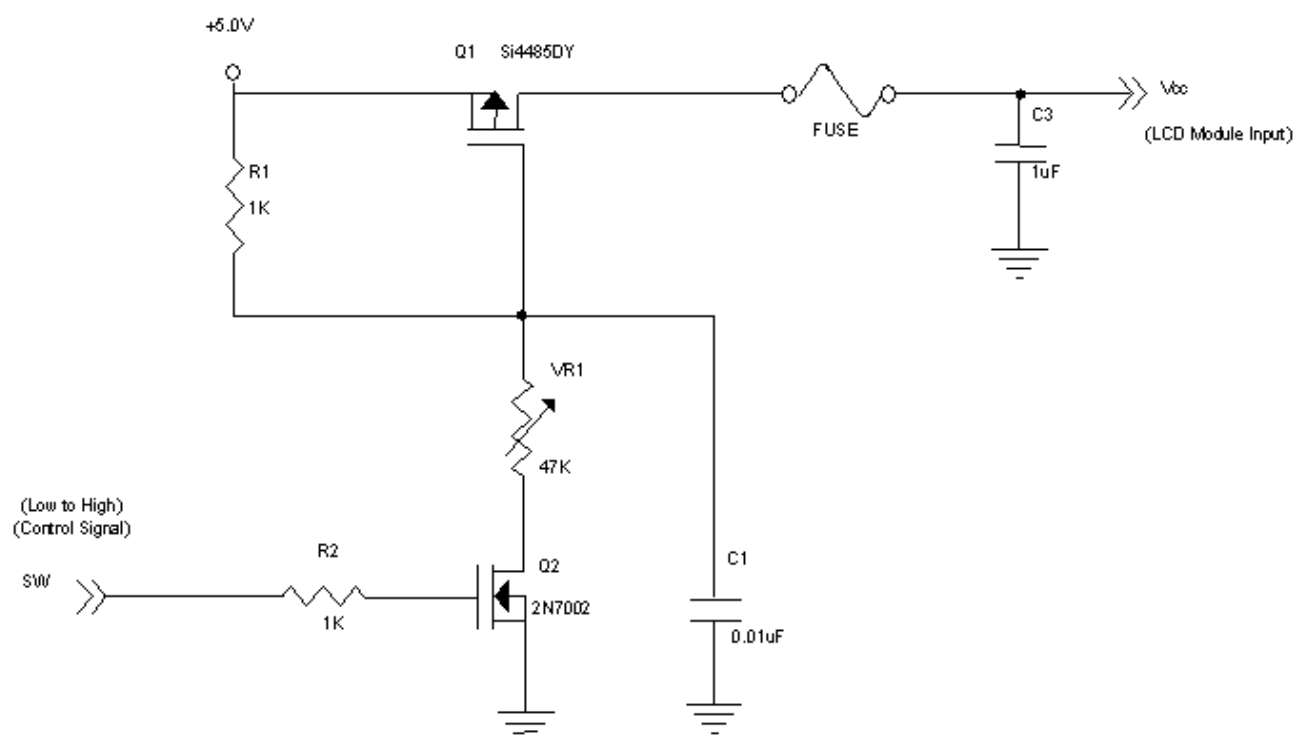 +5.0V
Q1 Si4485DY
Vcc
C3
FUSE
(LCD Module Input)
R1
1uF
1K
VR1
47K
(Low to High)
(Control Signal)
R2
Q2
C1
SW
2N7002
1K
0.01uF